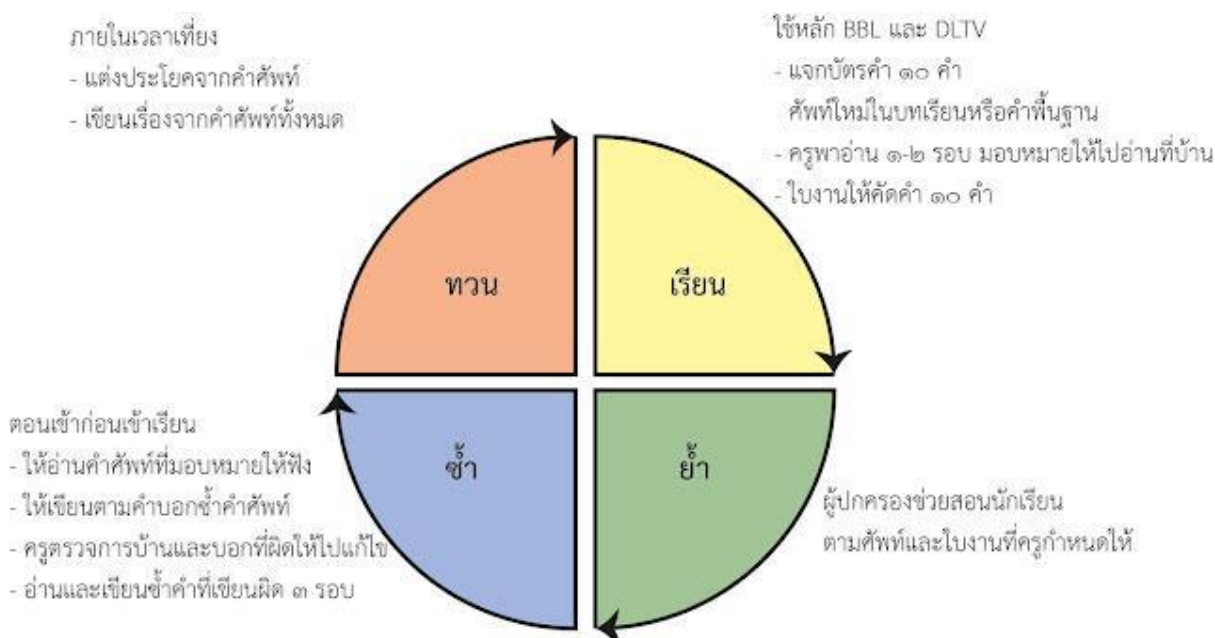 ภายในเวลาเที่ยง
- แต่งประโยคจากคำศัพท์
- เขียนเรื่องจากคำศัพท์ทั้งหมด
ใช้หลัก BBL และ DLTV
- แจกบัตรคำ ๑๐ คำ
ศัพท์ใหม่ในบทเรียนหรือคำพื้นฐาน
- ครูพาอ่าน ๑-๒ รอบ มอบหมายให้ไปอ่านที่บ้าน
- ใบงานให้คัดคำ ๑๐ คำ
ทวน
เรียน
ซ้ำ
ย้ำ
ตอนเช้าก่อนเข้าเรียน
- ให้อ่านคำศัพท์ที่มอบหมายให้ฟัง
- ให้เขียนตามคำบอกซ้ำคำศัพท์
- ครูตรวจการบ้านและบอกที่ผิดให้ไปแก้ไข
- อ่านและเขียนซ้ำคำที่เขียนผิด ๓ รอบ
ผู้ปกครองช่วยสอนนักเรียน
ตามศัพท์และใบงานที่ครูกำหนดให้